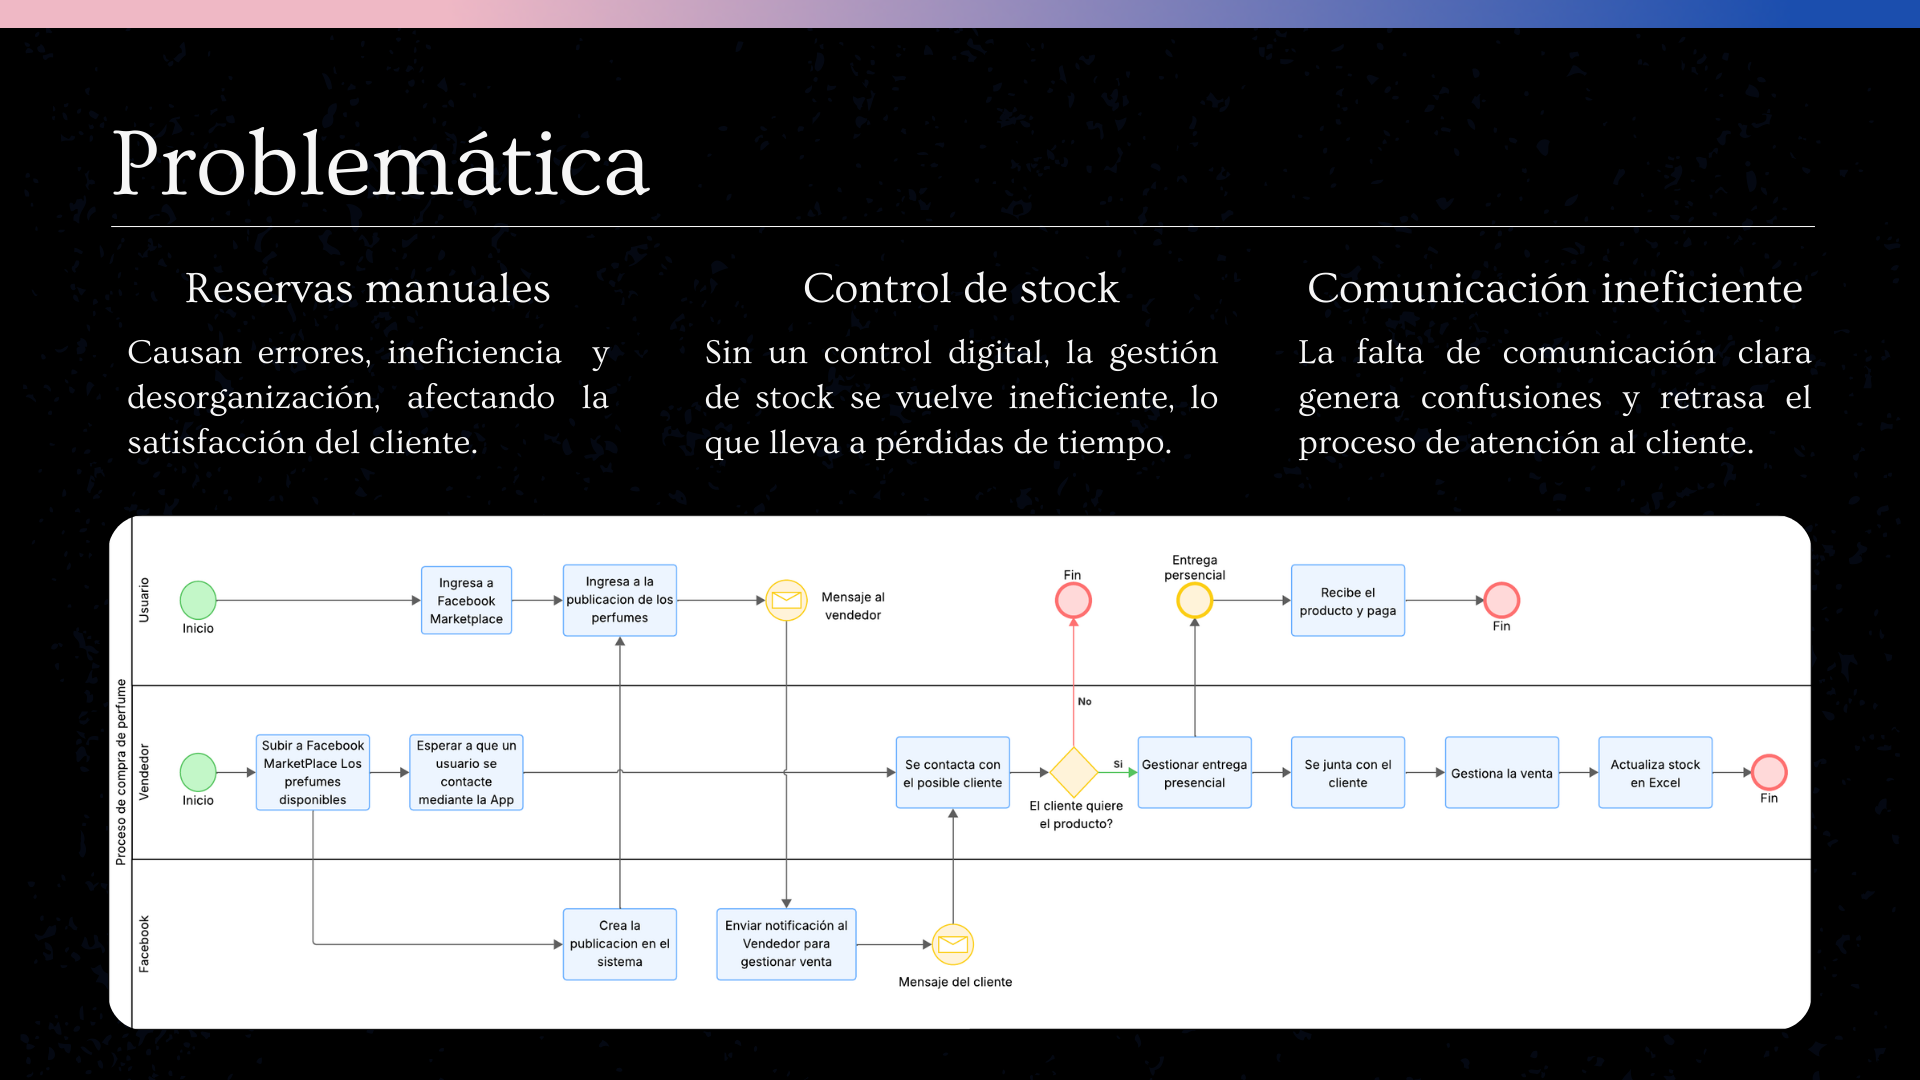 Problemática
Reservas manuales
Causan errores, ineficiencia y
desorganización, afectando la
satisfacción del cliente.
Control de stock
Sin un control digital, la gestión
de stock se vuelve ineficiente, lo
que lleva a pérdidas de tiempo.
Comunicación ineficiente
La falta de comunicación clara
genera confusiones y retrasa el
proceso de atención al cliente.
Proceso de compra de perfume
Usuario
Inicio
Ingresa a
Facebook
Marketplace
Ingresa a la
publicacion de los
perfumes
Mensaje al
vendedor
Fin
Entrega
persencial
Recibe el
producto y paga
Fin
No
Vendedor
Inicio
Subir a Facebook
MarketPlace Los
prefumes
disponibles
Esperar a que un
usuario se
contacte
mediante la App
Se contacta con
el posible cliente
El cliente quiere
el producto?
Si
Gestionar entrega
presencial
Se junta con el
cliente
Gestiona la venta
Actualiza stock
en Excel
Fin
Facebook
Crea la
publicacion en el
sistema
Enviar notificación al
Vendedor para
gestionar venta
Mensaje del cliente